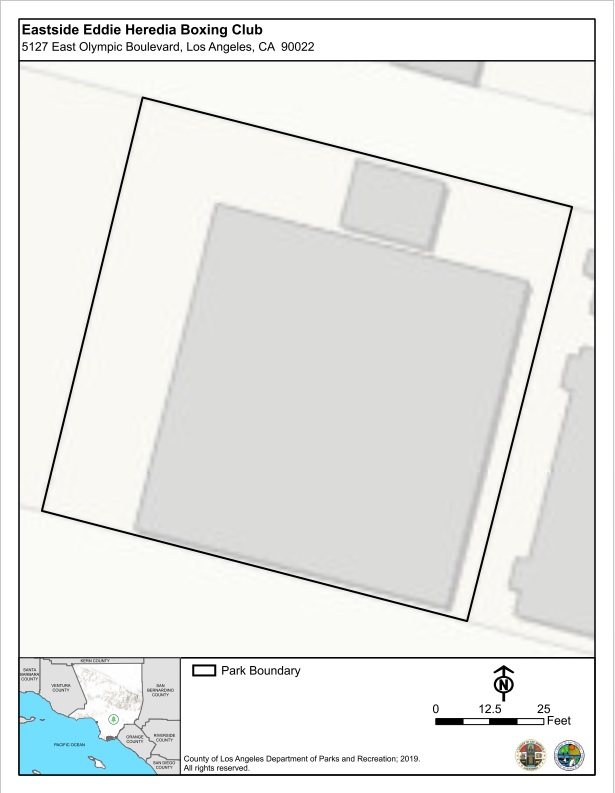 Eastside Eddie Heredia Boxing Club
5127 East Olympic Boulevard, Los Angeles, CA  90022
KERN COUNTY
SANTA
BARBARA
COUNTY
VENTURA
COUNTY
SAN
BERNARDINO
COUNTY
ORANGE
COUNTY
RIVERSIDE
COUNTY
SAN DIEGO
COUNTY
PACIFIC OCEAN
Park Boundary
N
0 12.5 25
Feet
County of Los Angeles Department of Parks and Recreation; 2019.
All rights reserved.